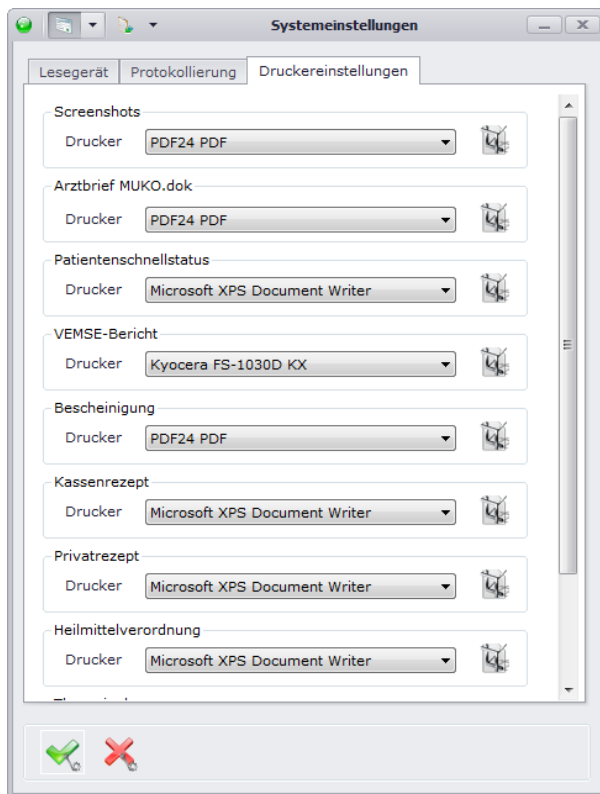 Systemeinstellungen
Lesegerät Protokollierung Druckereinstellungen
Screenshots
Drucker PDF24 PDF
Arztbrief MUKO.dok
Drucker PDF24 PDF
Patientenschnellstatus
Drucker Microsoft XPS Document Writer
VEMSE-Bericht
Drucker Kyocera FS-1030D KX
Bescheinigung
Drucker PDF24 PDF
Kassenrezept
Drucker Microsoft XPS Document Writer
Privatrezept
Drucker Microsoft XPS Document Writer
Heilmittelverordnung
Drucker Microsoft XPS Document Writer